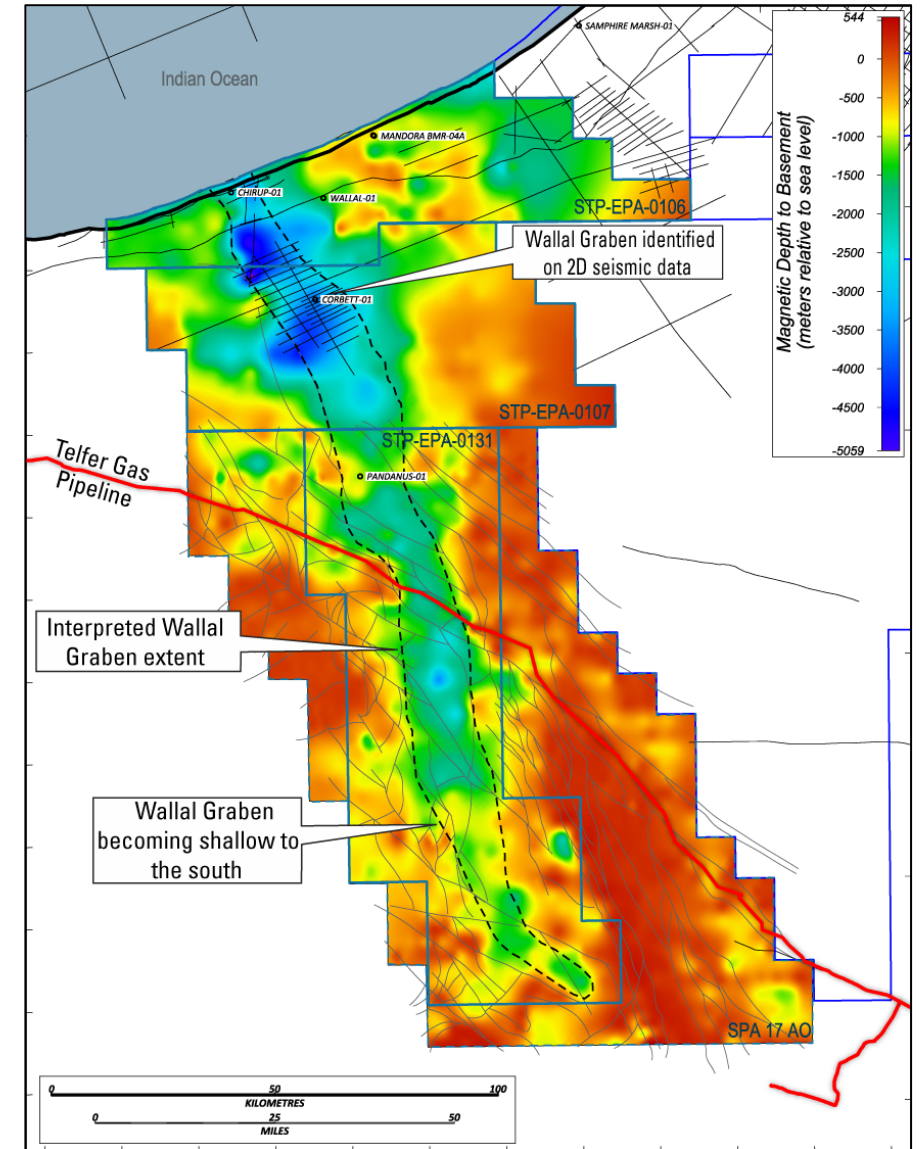 SAMPHIRE MARSH-01
Indian Ocean
MANDORA BMR-04A
CHIRUP-01
WALLAL-01
STP-EPA-0106
Wallal Graben identified
on 2D seismic data
CORBETT-01
STP-EPA-0107
STP-EPA-0131
PANDANUS-01
Telfer Gas
Pipeline
Interpreted Wallal
Graben extent
Wallal Graben
becoming shallow to
the south
SPA 17 AO
Magnetic Depth to Basement
(meters relative to sea level)
544
0
-500
-1000
-1500
-2000
-2500
-3000
-3500
-4000
-4500
-5059
0 50 100
KILOMETRES
0 25 50
MILES